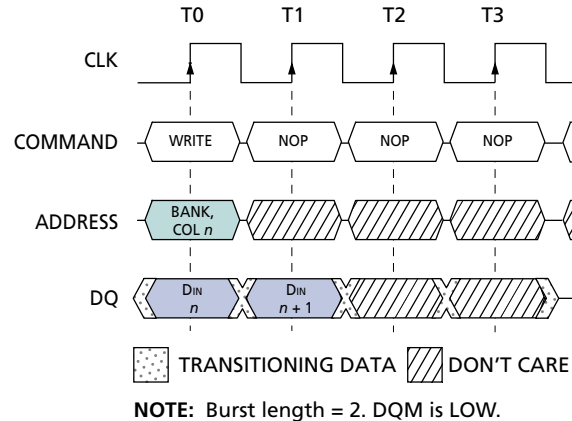 T0 T1 T2 T3
CLK
COMMAND WRITE NOP NOP NOP
ADDRESS BANK, COL n
DQ DIN n DIN n + 1
TRANSITIONING DATA DON'T CARE
NOTE: Burst length = 2. DQM is LOW.